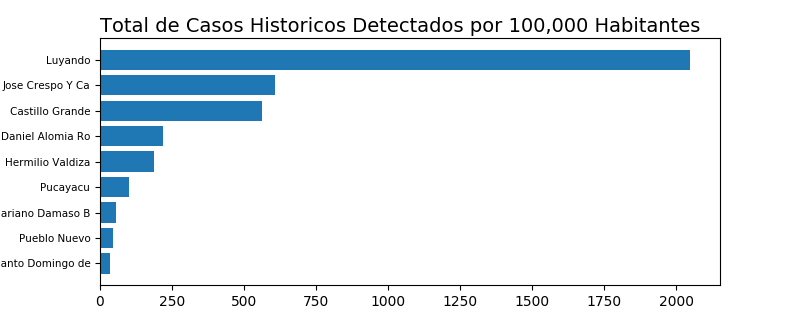 Total de Casos Historicos Detectados por 100,000 Habitantes
Luyando
Jose Crespo Y Ca
Castillo Grande
Daniel Alomia Ro
Hermilio Valdiza
Pucayacu
ariano Damaso B
Pueblo Nuevo
anto Domingo de
0 250 500 750 1000 1250 1500 1750 2000